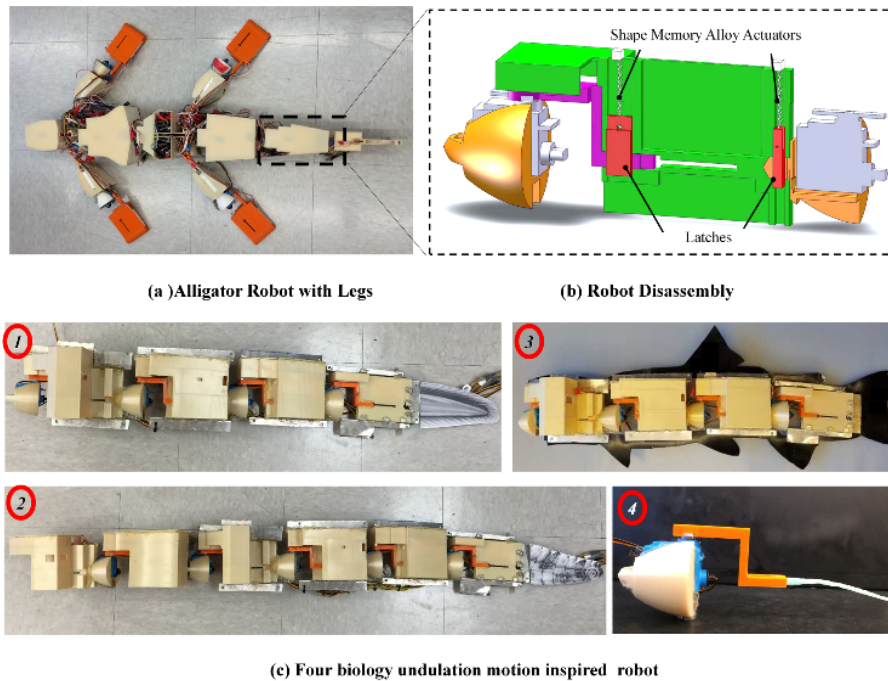 Shape Memory Alloy Actuators
Latches
(a )Alligator Robot with Legs
(b) Robot Disassembly
1
3
2
4
(c) Four biology undulation motion inspired robot